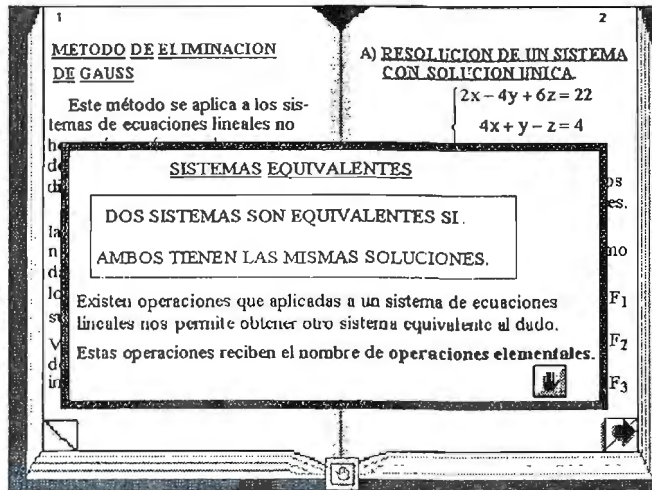 1
METODO DE ELIMINACION
DE GAUSS
Este método se aplica a los sis-
temas de ecuaciones lineales no
2
A) RESOLUCION DE UN SISTEMA
CON SOLUCION UNICA.
2x – 4y + 6z = 22
4x + y – z = 4
SISTEMAS EQUIVALENTES
DOS SISTEMAS SON EQUIVALENTES SI.
AMBOS TIENEN LAS MISMAS SOLUCIONES.
Existen operaciones que aplicadas a un sistema de ecuaciones
lineales nos permite obtener otro sistema equivalente al dado.
Estas operaciones reciben el nombre de operaciones elementales.
F1
F2
F3